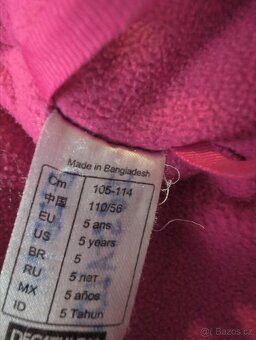 Made in Bangladesh
Cm 105-114
中国 110/56
EU 5 ans
US 5 years
BR 5
RU 5 лет
MX 5 años
ID 5 Tahun
DECATHLON
Bazos.cz